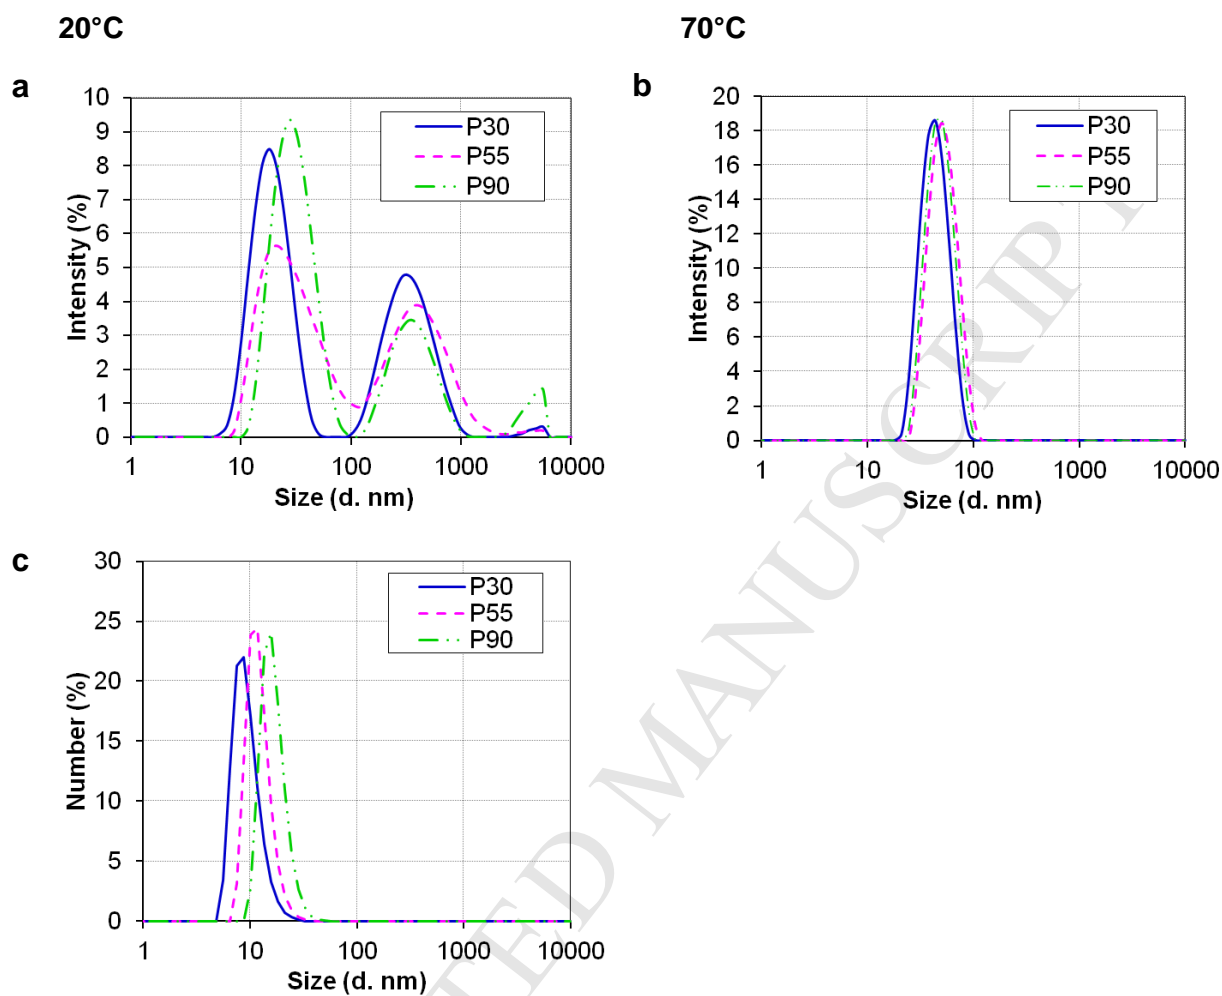 20°C
70°C
a
10
9
8
7
6
5
4
3
2
1
0
Intensity (%)
P30
P55
P90
1 10 100 1000 10000
Size (d. nm)
b
20
18
16
14
12
10
8
6
4
2
0
Intensity (%)
P30
P55
P90
1 10 100 1000 10000
Size (d. nm)
c
30
25
20
15
10
5
0
Number (%)
P30
P55
P90
1 10 100 1000 10000
Size (d. nm)
TED MANUSCRIPT